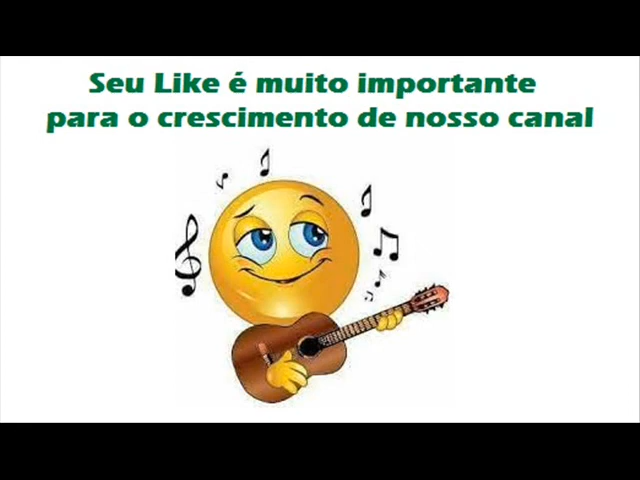 Seu Like é muito importante
para o crescimento de nosso canal